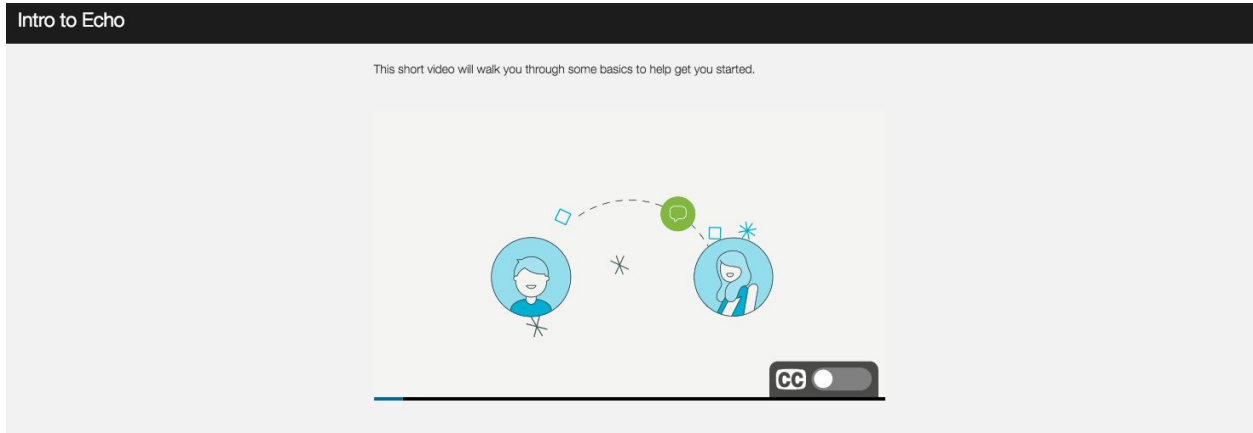 Intro to Echo
This short video will walk you through some basics to help get you started.
CC